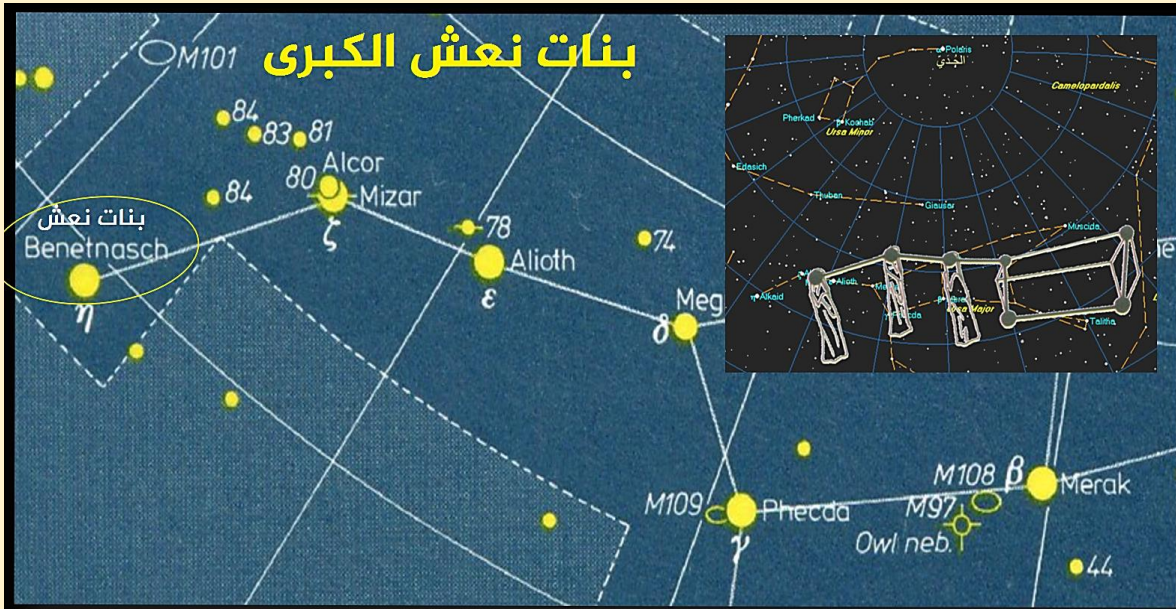 بنات نعش الكبرى
M101
84
83
81
Alcor
80
Mizar
ζ
84
بنات نعش
Benetnasch
η
78
Alioth
ε
74
Meg
δ
M109
Phecda
γ
M108
β
Merak
M97
Owl neb.
44
Polaris
الجُدَيّ
Camelopardalis
Pherkad
β Kochab
Ursa Minor
Edasich
Thuban
Giausar
Muscida
η Alkaid
Alioth
Ursa Major
Talitha